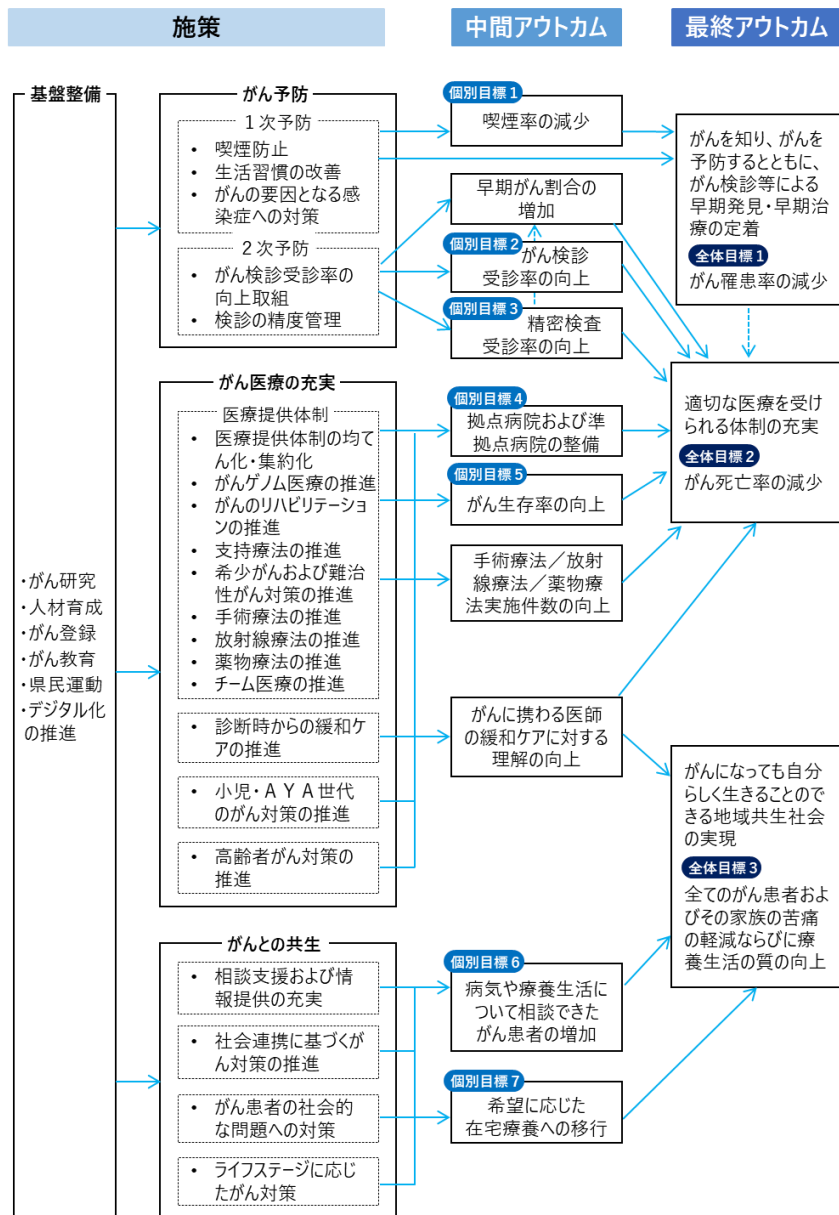 施策
中間アウトカム
最終アウトカム
基盤整備
・がん研究
・人材育成
・がん登録
・がん教育
・県民運動
・デジタル化
の推進
がん予防
1次予防
• 喫煙防止
• 生活習慣の改善
• がんの要因となる感
染症への対策
2次予防
• がん検診受診率の
向上取組
• 検診の精度管理
がん医療の充実
医療提供体制
• 医療提供体制の均て
ん化・集約化
• がんゲノム医療の推進
• がんのリハビリテーショ
ンの推進
• 支持療法の推進
• 希少がんおよび難治
性がん対策の推進
• 手術療法の推進
• 放射線療法の推進
• 薬物療法の推進
• チーム医療の推進
• 診断時からの緩和ケ
アの推進
• 小児・AYA世代
のがん対策の推進
• 高齢者がん対策の
推進
がんとの共生
• 相談支援および情
報提供の充実
• 社会連携に基づくが
ん対策の推進
• がん患者の社会的
な問題への対策
• ライフステージに応じ
たがん対策
個別目標1
喫煙率の減少
早期がん割合の
増加
個別目標2
がん検診
受診率の向上
個別目標3
精密検査
受診率の向上
個別目標4
拠点病院および準
拠点病院の整備
個別目標5
がん生存率の向上
手術療法/放射
線療法/薬物療
法実施件数の向上
がんに携わる医師
の緩和ケアに対する
理解の向上
個別目標6
病気や療養生活に
ついて相談できた
がん患者の増加
個別目標7
希望に応じた
在宅療養への移行
がんを知り、がんを
予防するとともに、
がん検診等による
早期発見・早期治
療の定着
全体目標1
がん罹患率の減少
適切な医療を受け
られる体制の充実
全体目標2
がん死亡率の減少
がんになっても自分
らしく生きることので
きる地域共生社会
の実現
全体目標3
全てのがん患者およ
びその家族の苦痛
の軽減ならびに療
養生活の質の向上